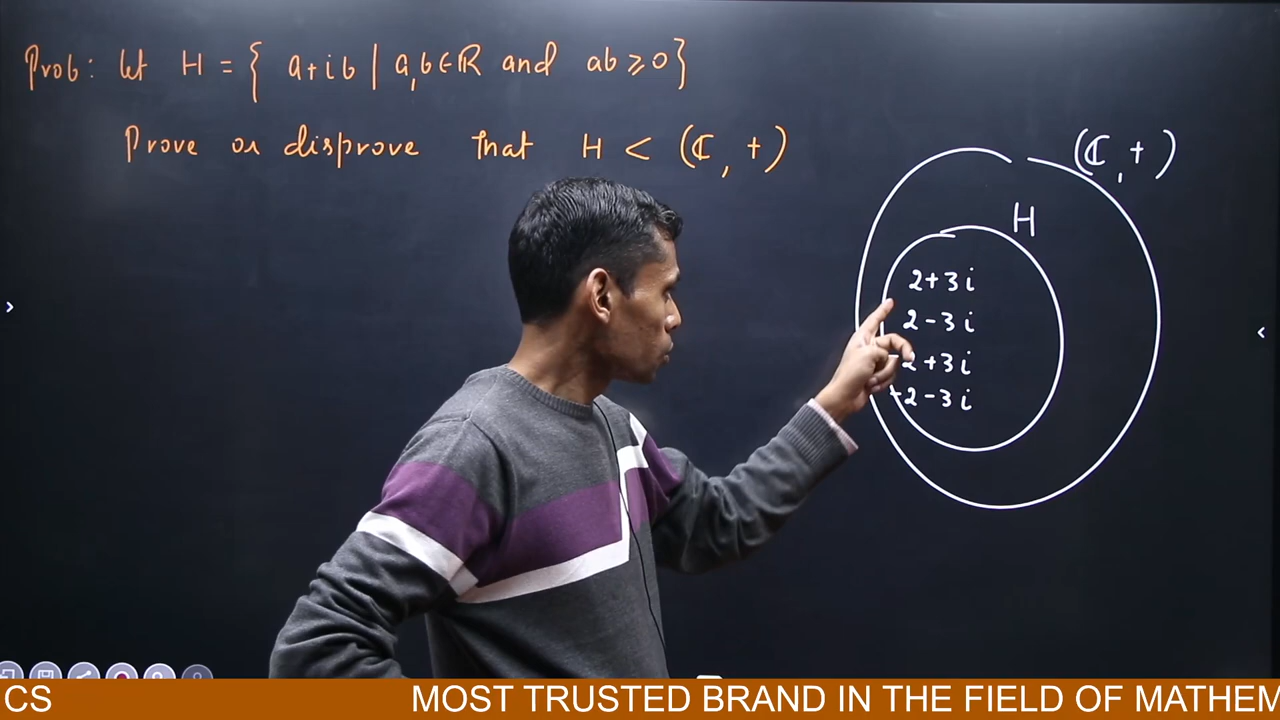 Prob: let H = { a+ib | a,b∈ℝ and ab ⩾ 0}
Prove or disprove that H < (ℂ, +)
(ℂ, +)
H
2+3i
2-3i
-2+3i
-2-3i
CS MOST TRUSTED BRAND IN THE FIELD OF MATHEM